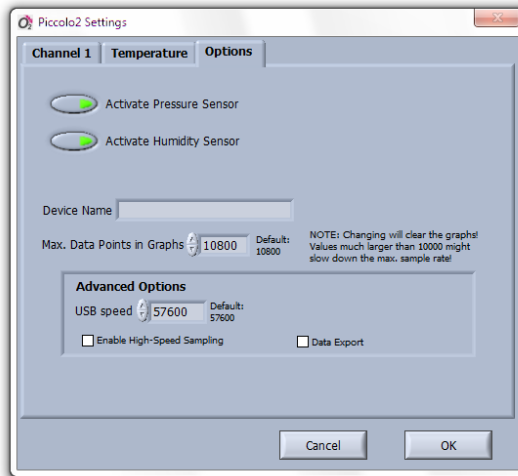 Piccolo2 Settings
Channel 1 Temperature Options
Activate Pressure Sensor
Activate Humidity Sensor
Device Name
Max. Data Points in Graphs 10800 Default:
10800
NOTE: Changing will clear the graphs!
Values much larger than 10000 might
slow down the max. sample rate!
Advanced Options
USB speed 57600 Default:
57600
Enable High-Speed Sampling Data Export
Cancel OK